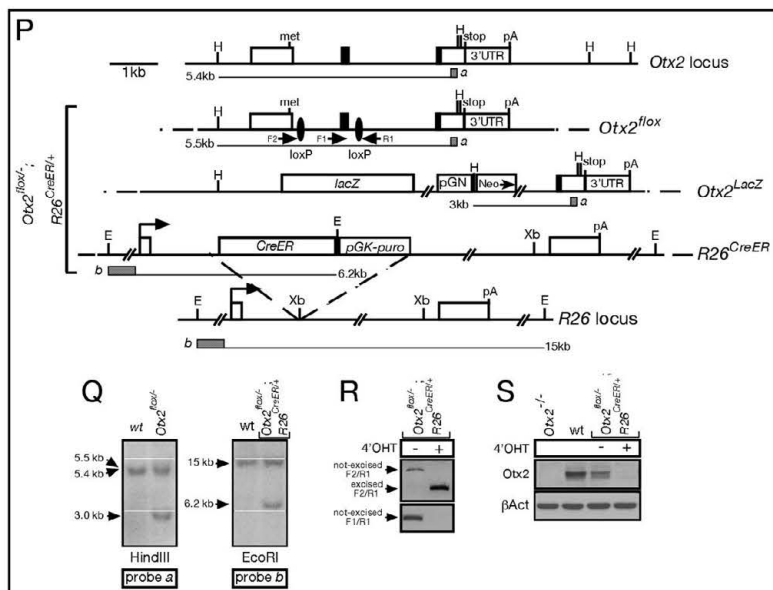 P
H met H stop pA H H
3'UTR
1kb
5.4kb a
Otx2 locus
H met H stop pA
3'UTR
Otx2flox
F2 F1 R1
5.5kb a
loxP loxP
Otx2flox/-; R26CreER/+
H H H stop pA
lacZ pGN Neo 3'UTR
Otx2LacZ
3kb a
E E Xb pA E
CreER pGK-puro
R26CreER
b 6.2kb
E Xb Xb pA E
R26 locus
b 15kb
Q
wt Otx2flox/-
5.5 kb
5.4 kb
3.0 kb
HindIII
probe a
wt Otx2flox/-; R26CreER/+
15 kb
6.2 kb
EcoRI
probe b
R
Otx2flox/-; R26CreER/+
4'OHT - +
not-excised
F2/R1
excised
F2/R1
not-excised
F1/R1
S
Otx2-/- wt Otx2flox/-; R26CreER/+
4'OHT - +
Otx2
βAct